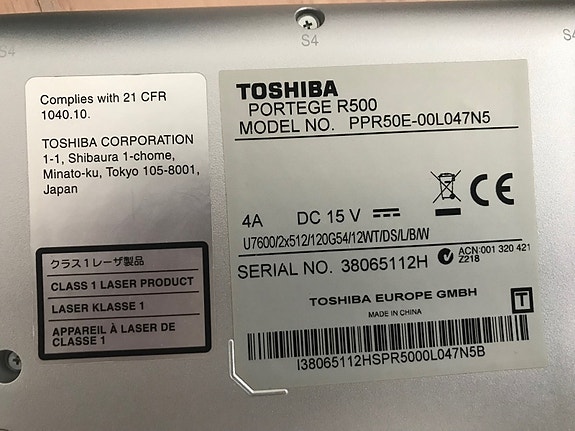 S4
S4
S4
Complies with 21 CFR
1040.10.
TOSHIBA CORPORATION
1-1, Shibaura 1-chome,
Minato-ku, Tokyo 105-8001,
Japan
クラス1レーザ製品
CLASS 1 LASER PRODUCT
LASER KLASSE 1
APPAREIL À LASER DE
CLASSE 1
TOSHIBA
PORTEGE R500
MODEL NO. PPR50E-00L047N5
CE
4A DC 15 V
U7600/2x512/120G54/12WT/DS/L/B/W
SERIAL NO. 38065112H
ACN:001 320 421
Z218
TOSHIBA EUROPE GMBH
T
MADE IN CHINA
I38065112HSPR5000L047N5B